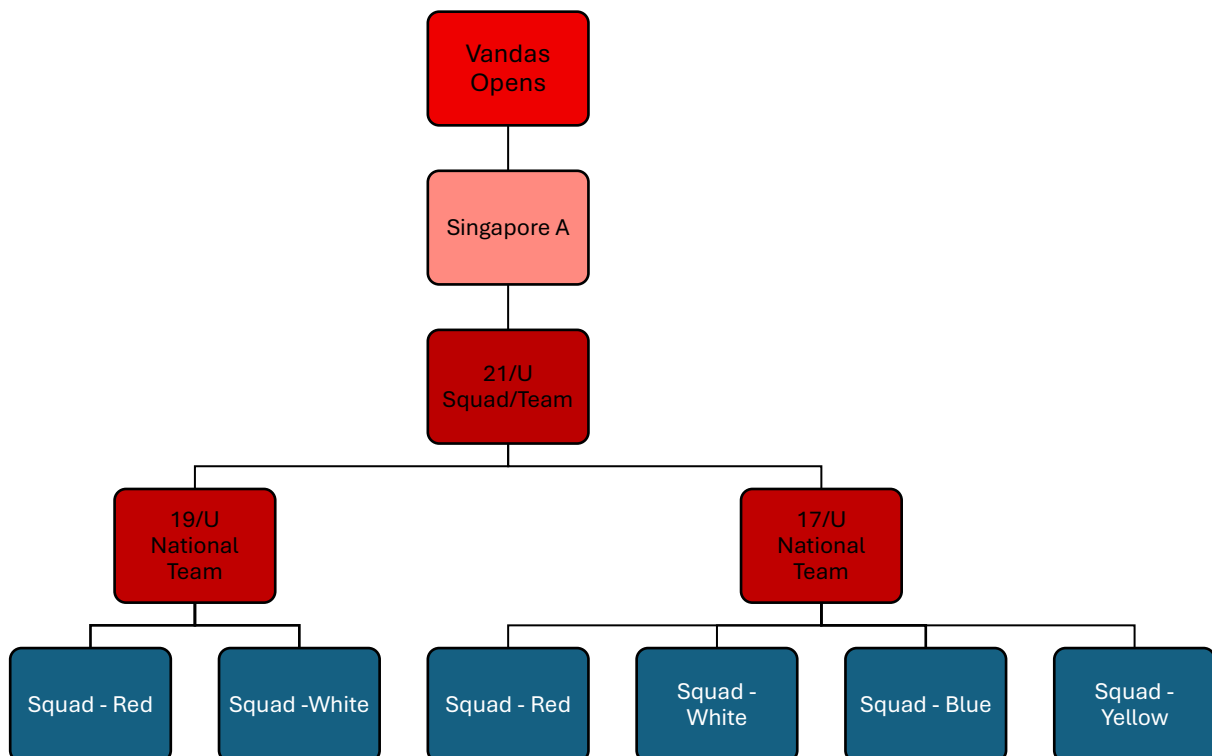 Vandas
Opens
Singapore A
21/U
Squad/Team
19/U
National
Team
17/U
National
Team
Squad - Red
Squad -White
Squad - Red
Squad -
White
Squad - Blue
Squad -
Yellow